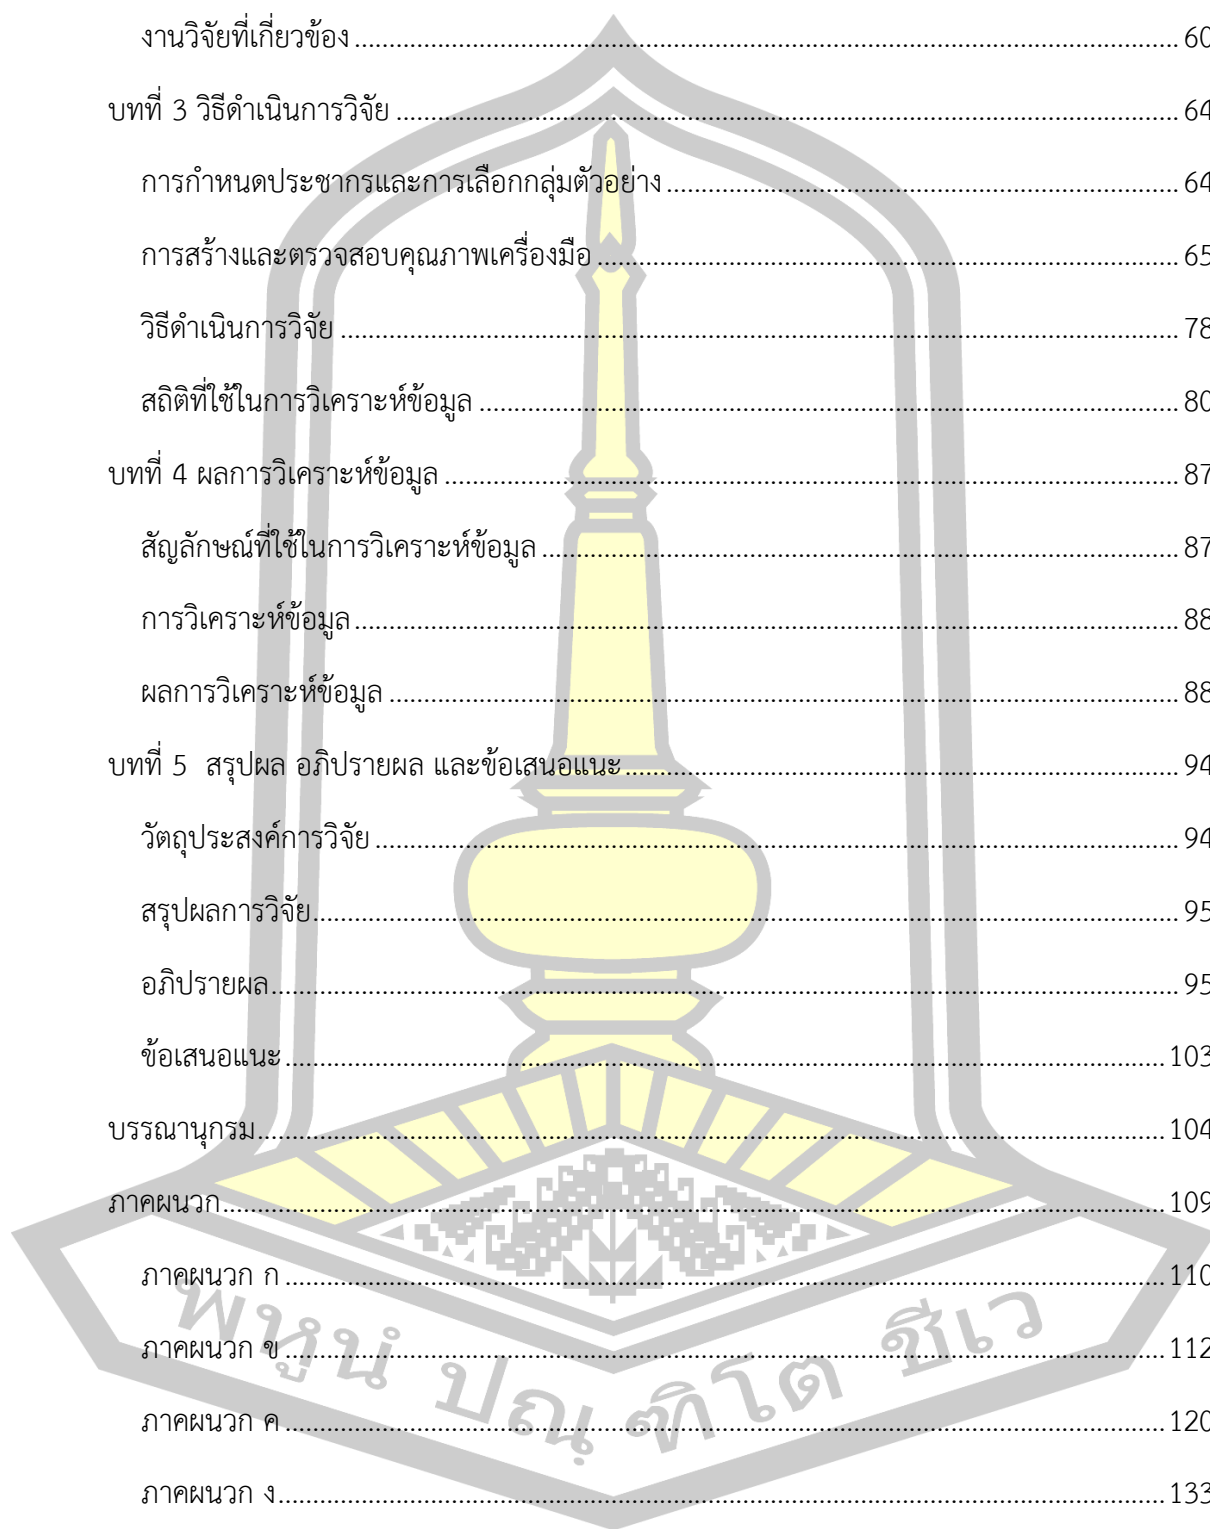 งานวิจัยที่เกี่ยวข้อง ........ 60
บทที่ 3 วิธีดำเนินการวิจัย ........ 64
การกำหนดประชากรและการเลือกกลุ่มตัวอย่าง ........ 64
การสร้างและตรวจสอบคุณภาพเครื่องมือ ........ 65
วิธีดำเนินการวิจัย ........ 78
สถิติที่ใช้ในการวิเคราะห์ข้อมูล ........ 80
บทที่ 4 ผลการวิเคราะห์ข้อมูล ........ 87
สัญลักษณ์ที่ใช้ในการวิเคราะห์ข้อมูล ........ 87
การวิเคราะห์ข้อมูล ........ 88
ผลการวิเคราะห์ข้อมูล ........ 88
บทที่ 5  สรุปผล อภิปรายผล และข้อเสนอแนะ ........ 94
วัตถุประสงค์การวิจัย ........ 94
สรุปผลการวิจัย ........ 95
อภิปรายผล ........ 95
ข้อเสนอแนะ ........ 103
บรรณานุกรม ........ 104
ภาคผนวก ........ 109
ภาคผนวก ก ........ 110
ภาคผนวก ข ........ 112
ภาคผนวก ค ........ 120
ภาคผนวก ง ........ 133
พหูนํ ปณฺฑิโต ชีเว